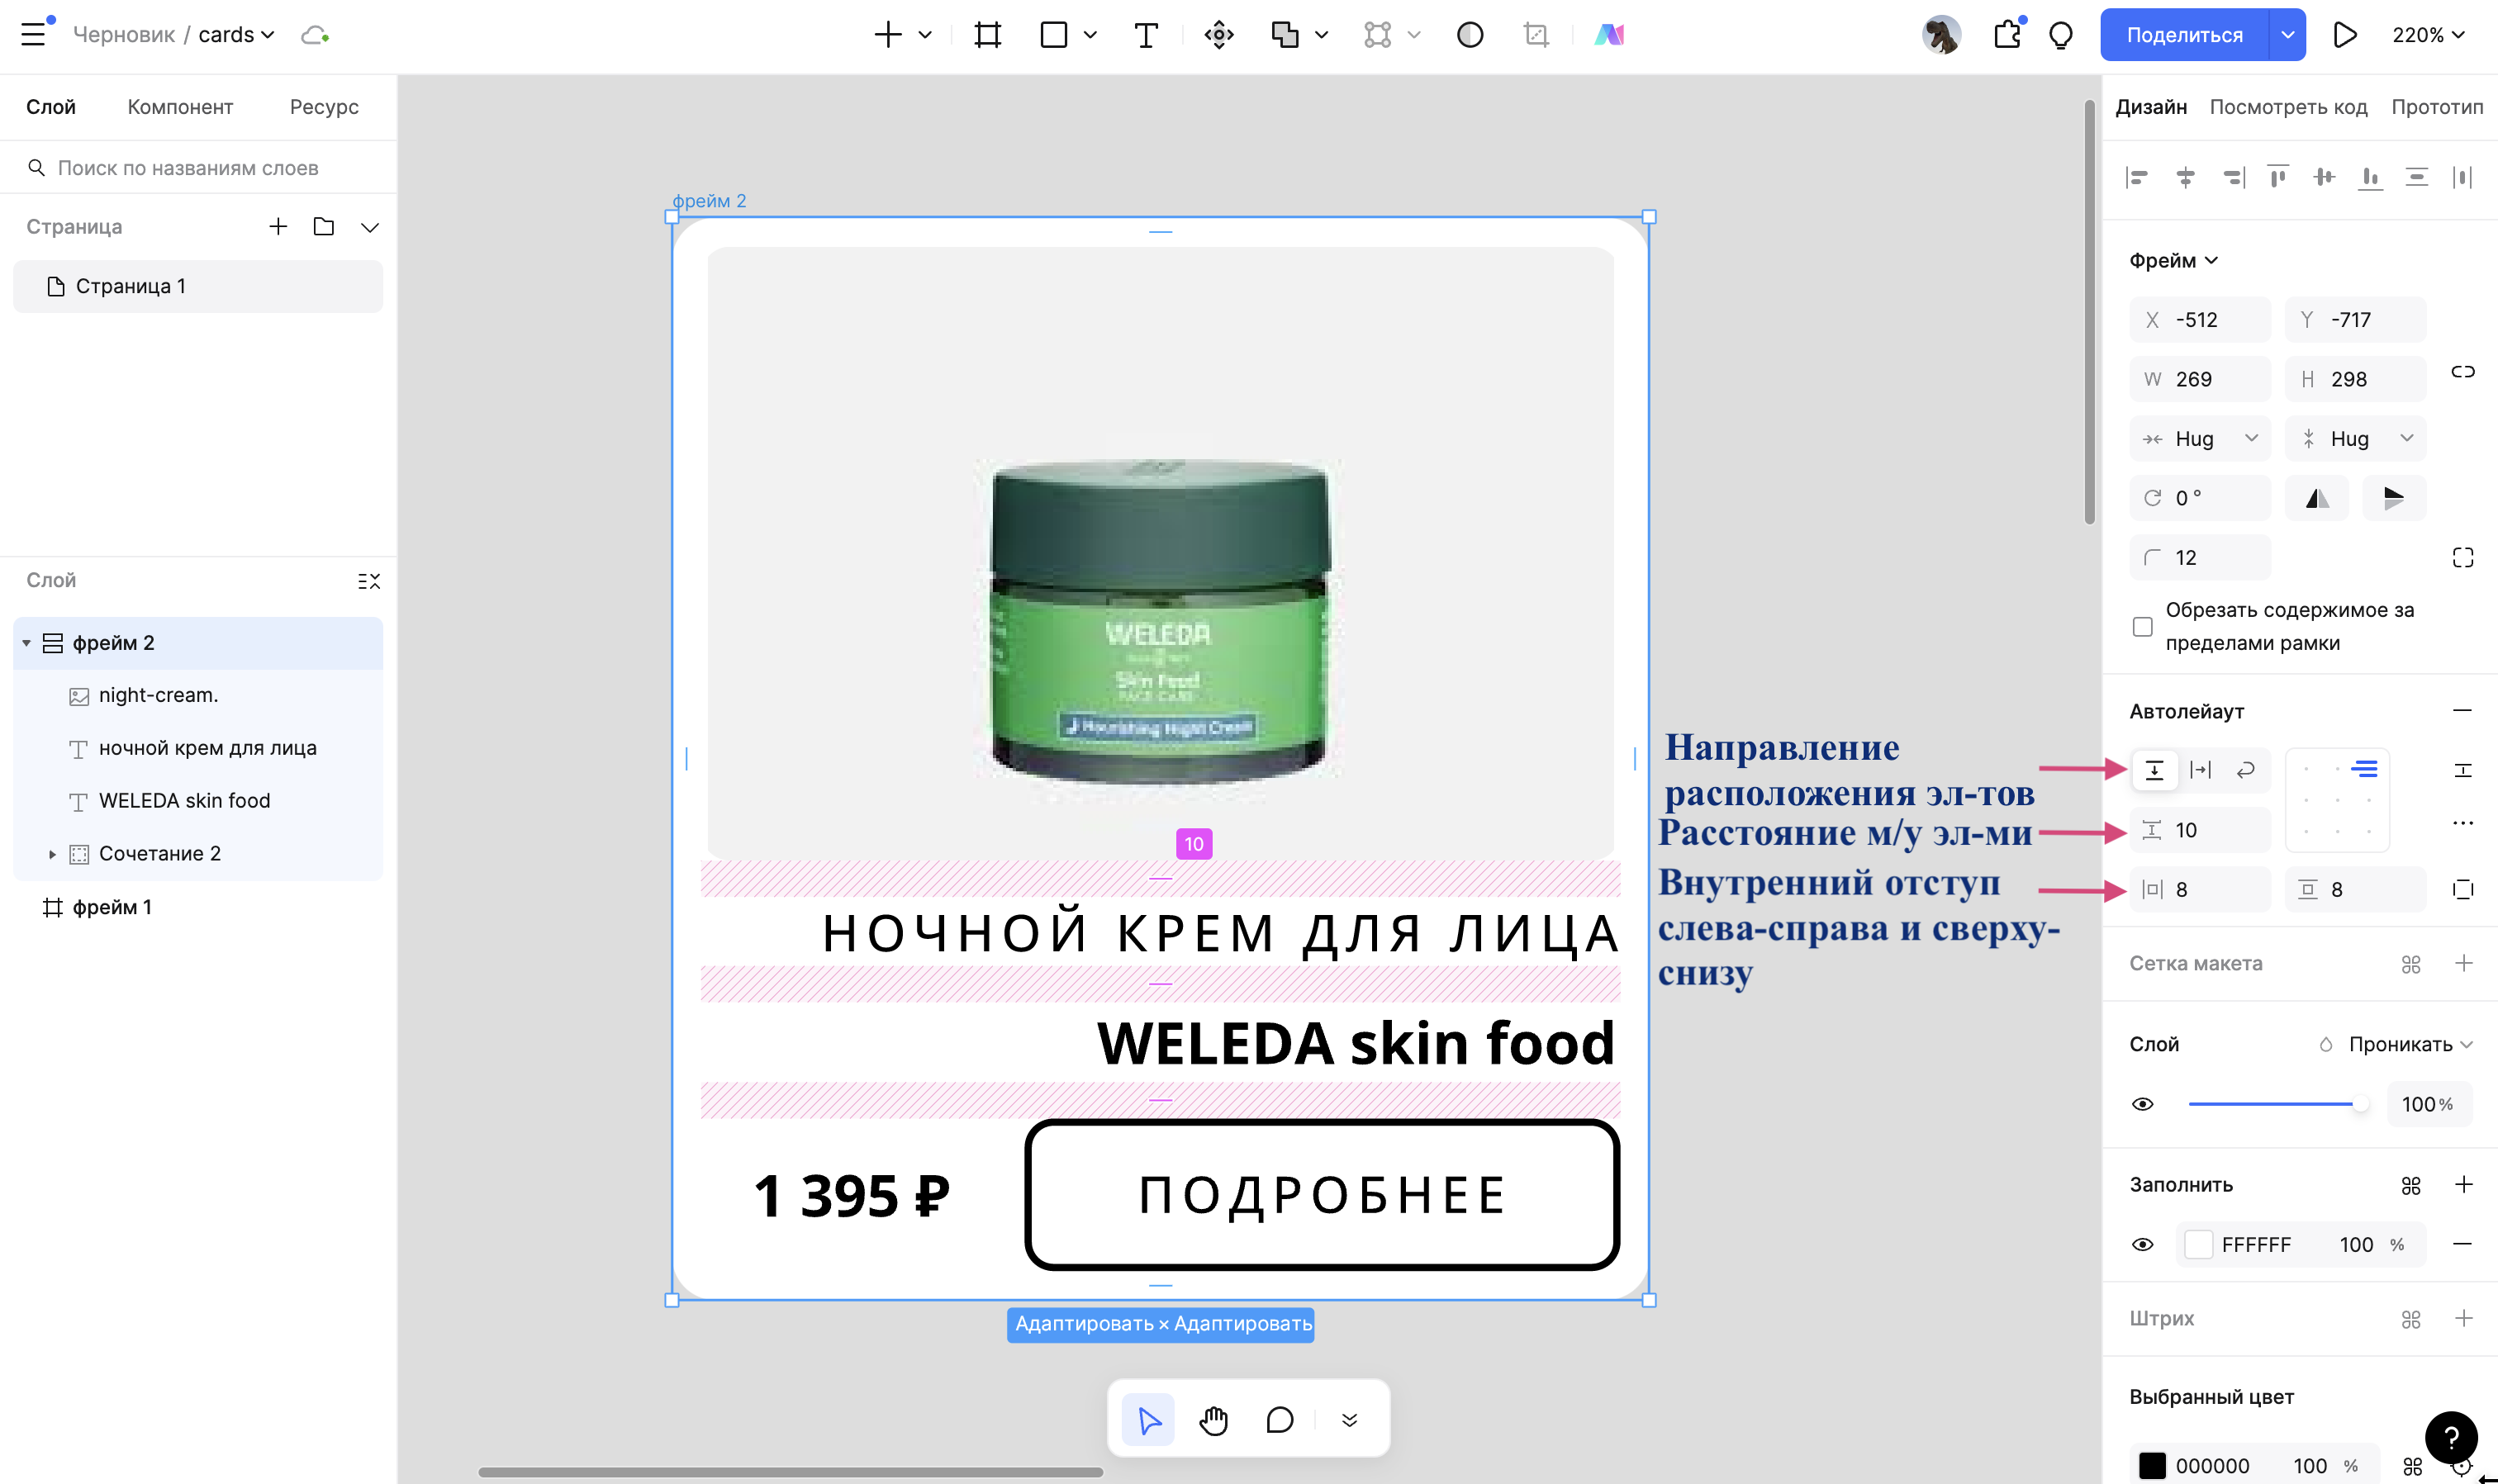 Черновик / cards
Поделиться
220%
Слой Компонент Ресурс
Дизайн Посмотреть код Прототип
Поиск по названиям слоев
Страница
Страница 1
Слой
фрейм 2
night-cream.
ночной крем для лица
WELEDA skin food
Сочетание 2
фрейм 1
фрейм 2
WELEDA
Skin Food
FACE CARE
Nourishing Night Cream
10
НОЧНОЙ КРЕМ ДЛЯ ЛИЦА
WELEDA skin food
1 395 ₽
ПОДРОБНЕЕ
Адаптировать × Адаптировать
Направление
расположения эл-тов
Расстояние м/у эл-ми
Внутренний отступ
слева-справа и сверху-
снизу
Фрейм
X -512 Y -717
W 269 H 298
Hug Hug
0 °
12
Обрезать содержимое за
пределами рамки
Автолейаут
10
8 8
Сетка макета
Слой Проникать
100 %
Заполнить
FFFFFF 100 %
Штрих
Выбранный цвет
000000 100 %
?